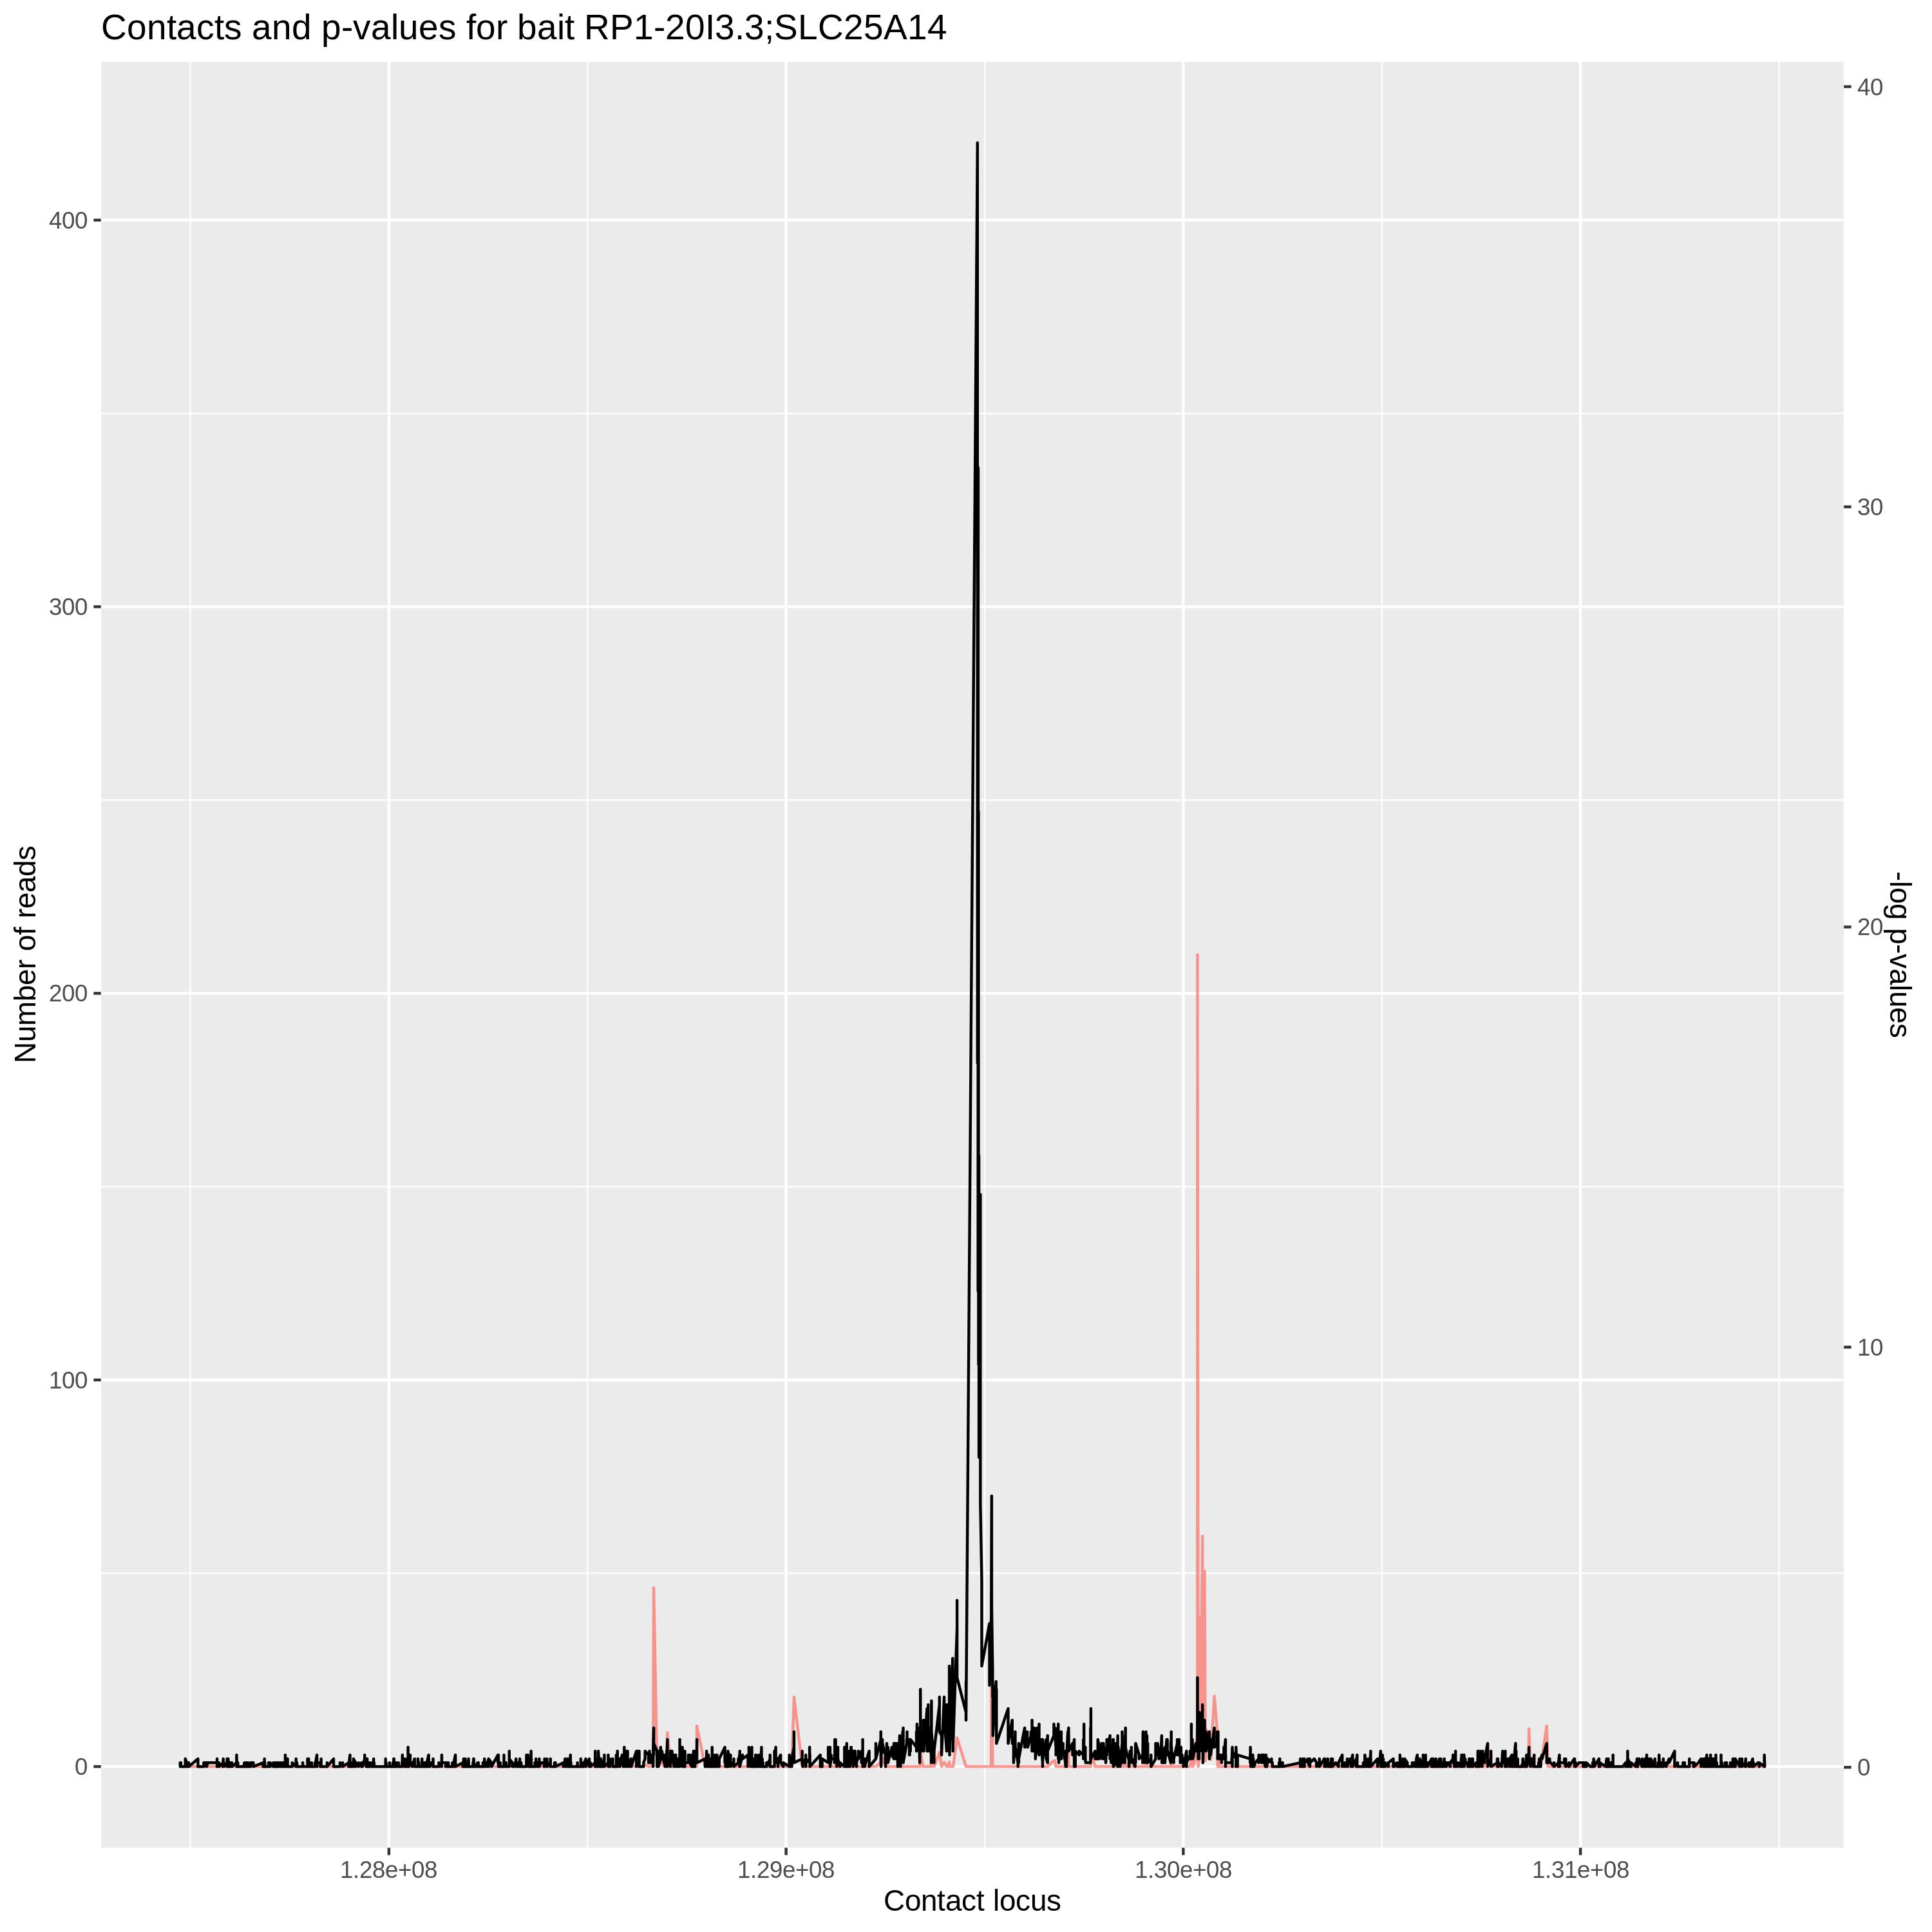 Contacts and p-values for bait RP1-20I3.3;SLC25A14
Number of reads
400
300
200
100
0
40
30
20
10
0
-log p-values
1.28e+08
1.29e+08
1.30e+08
1.31e+08
Contact locus